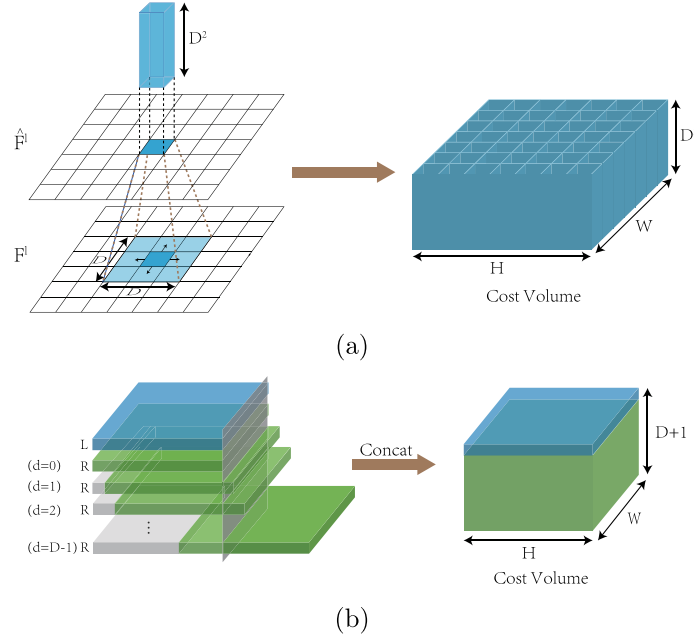 D²
F̂ˡ
Fˡ
D
D
D
W
H
Cost Volume
(a)
L
(d=0) R
(d=1) R
(d=2) R
⋮
(d=D-1) R
Concat
D+1
W
H
Cost Volume
(b)